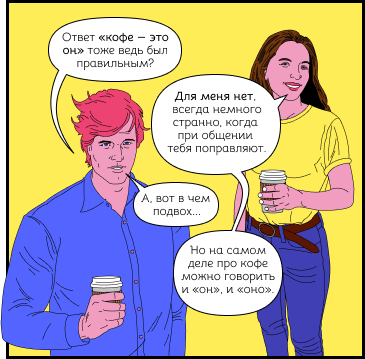 Ответ «кофе – это
он» тоже ведь был
правильным?
Для меня нет,
всегда немного
странно, когда
при общении
тебя поправляют.
А, вот в чем
подвох...
Но на самом
деле про кофе
можно говорить
и «он», и «оно».